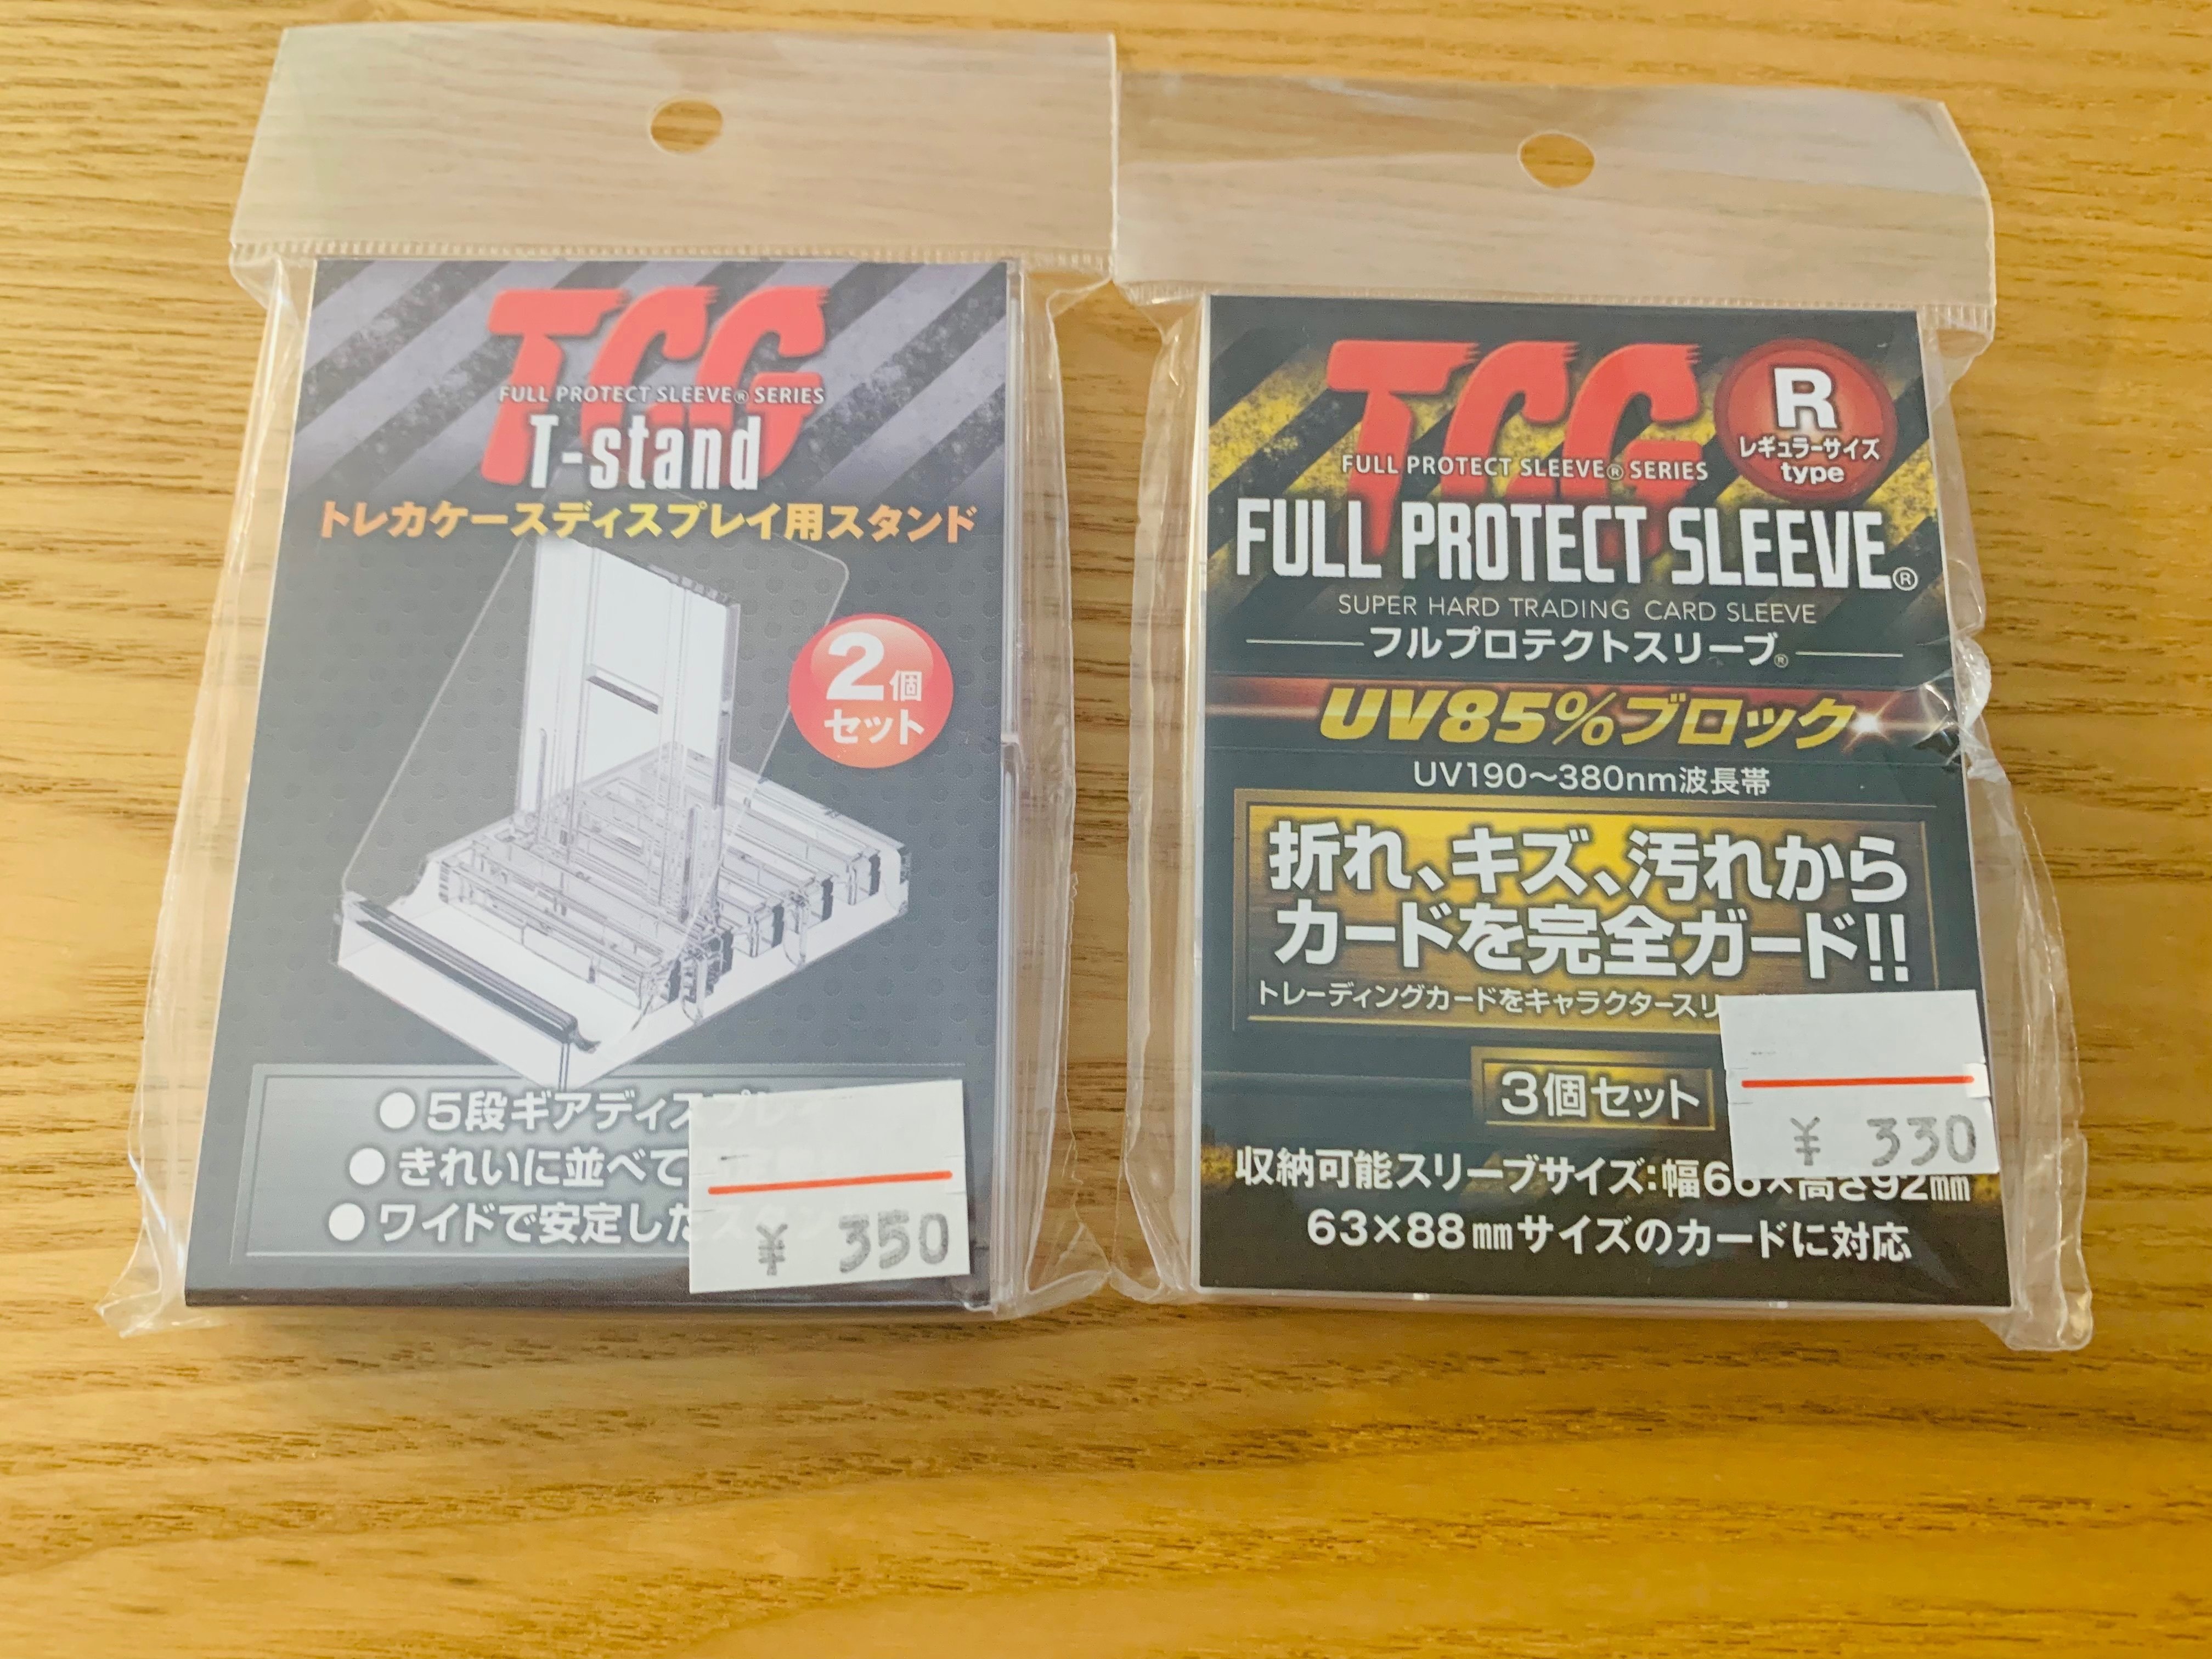 TCG
FULL PROTECT SLEEVE® SERIES
T-stand
トレカケースディスプレイ用スタンド
2個
セット
●5段ギアディスプレイ
●きれいに並べて
●ワイドで安定したスタン
¥ 350
TCG
R
レギュラーサイズ
type
FULL PROTECT SLEEVE® SERIES
FULL PROTECT SLEEVE®
SUPER HARD TRADING CARD SLEEVE
フルプロテクトスリーブ®
UV85%ブロック
UV190〜380nm波長帯
折れ、キズ、汚れから
カードを完全ガード!!
トレーディングカードをキャラクタースリ
3個セット
¥ 330
収納可能スリーブサイズ:幅66×高さ92㎜
63×88㎜サイズのカードに対応